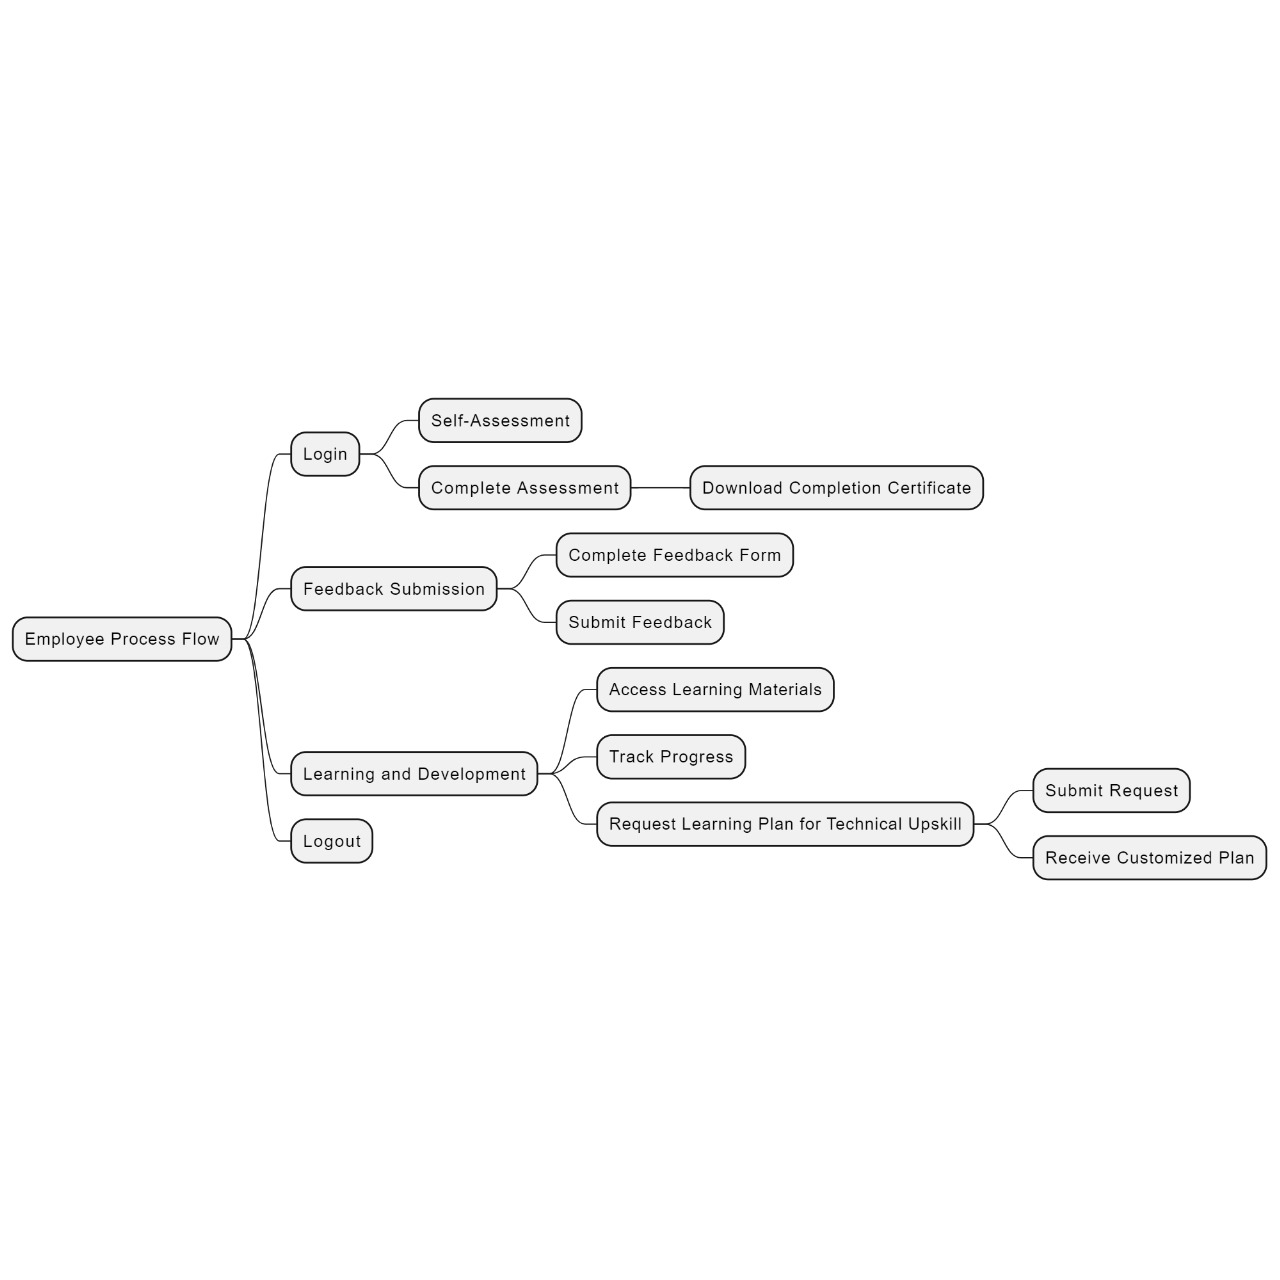 Employee Process Flow
Login
Self-Assessment
Complete Assessment
Download Completion Certificate
Feedback Submission
Complete Feedback Form
Submit Feedback
Learning and Development
Access Learning Materials
Track Progress
Request Learning Plan for Technical Upskill
Submit Request
Receive Customized Plan
Logout